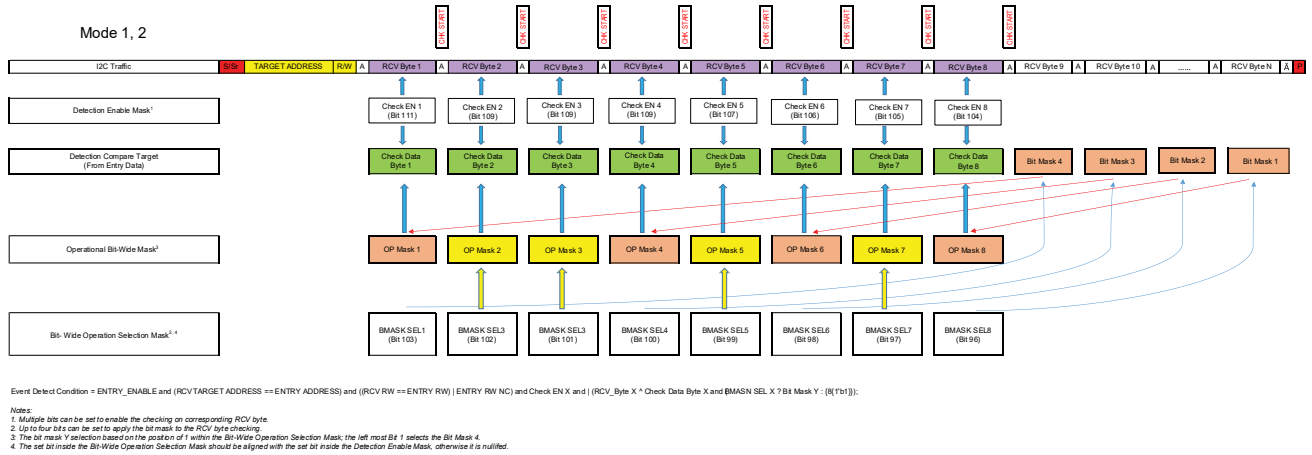 CHK START CHK START CHK START CHK START CHK START CHK START CHK START CHK START
Mode 1, 2
I2C Traffic S/Sr TARGET ADDRESS R/W A RCV Byte 1 A RCV Byte 2 A RCV Byte 3 A RCV Byte 4 A RCV Byte 5 A RCV Byte 6 A RCV Byte 7 A RCV Byte 8 A RCV Byte 9 A RCV Byte 10 A ...... A RCV Byte N Ā P
Detection Enable Mask1
Check EN 1 Check EN 2 Check EN 3 Check EN 4 Check EN 5 Check EN 6 Check EN 7 Check EN 8
(Bit 111) (Bit 109) (Bit 109) (Bit 109) (Bit 107) (Bit 106) (Bit 105) (Bit 104)
Detection Compare Target
(From Entry Data)
Check Data Check Data Check Data Check Data Check Data Check Data Check Data Check Data
Byte 1 Byte 2 Byte 3 Byte 4 Byte 5 Byte 6 Byte 7 Byte 8
Bit Mask 4 Bit Mask 3 Bit Mask 2 Bit Mask 1
Operational Bit-Wide Mask3 OP Mask 1 OP Mask 2 OP Mask 3 OP Mask 4 OP Mask 5 OP Mask 6 OP Mask 7 OP Mask 8
Bit- Wide Operation Selection Mask2, 4
BMASK SEL1 BMASK SEL3 BMASK SEL3 BMASK SEL4 BMASK SEL5 BMASK SEL6 BMASK SEL7 BMASK SEL8
(Bit 103) (Bit 102) (Bit 101) (Bit 100) (Bit 99) (Bit 98) (Bit 97) (Bit 96)
Event Detect Condition = ENTRY_ENABLE and (RCV TARGET ADDRESS == ENTRY ADDRESS) and ((RCV RW == ENTRY RW) | ENTRY RW NC) and Check EN X and | (RCV_Byte X ^ Check Data Byte X and (BMASN SEL X ? Bit Mask Y : {8{1'b1}});
Notes:
1. Multiple bits can be set to enable the checking on corresponding RCV byte.
2. Up to four bits can be set to apply the bit mask to the RCV byte checking.
3: The bit mask Y selection based on the position of 1 within the Bit-Wide Operation Selection Mask; the left most Bit 1 selects the Bit Mask 4.
4. The set bit inside the Bit-Wide Operation Selection Mask should be aligned with the set bit inside the Detection Enable Mask, otherwise it is nullifed.